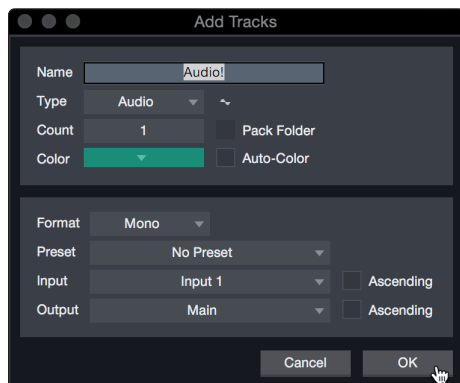 Add Tracks
Name Audio!
Type Audio
Count 1 Pack Folder
Color Auto-Color
Format Mono
Preset No Preset
Input Input 1 Ascending
Output Main Ascending
Cancel OK